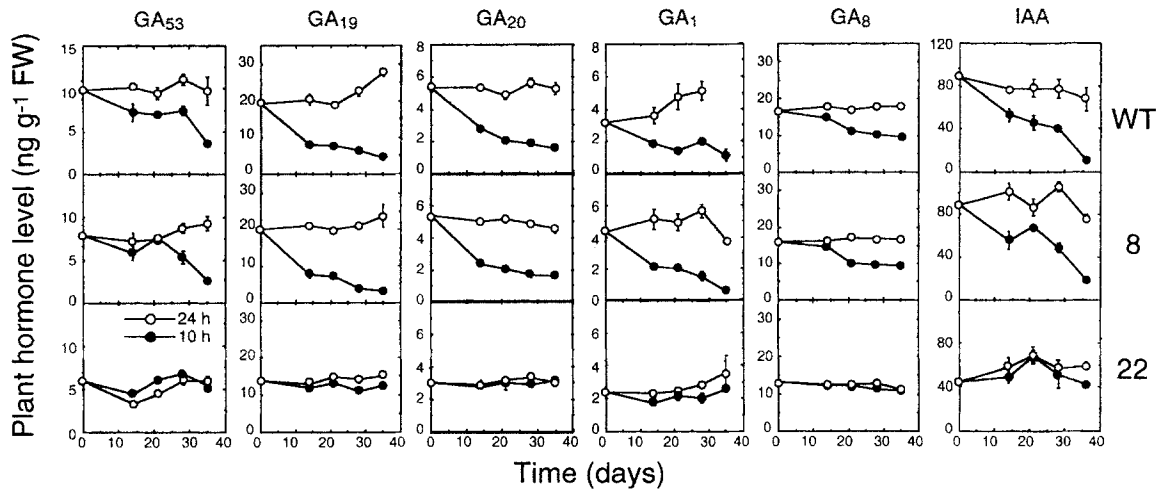 GA53 GA19 GA20 GA1 GA8 IAA
Plant hormone level (ng g-1 FW)
15 10 5 0 30 20 10 0 8 6 4 2 0 8 6 4 2 0 30 20 10 0 120 80 40 0
WT
10 5 0 30 20 10 0 6 4 2 0 6 4 2 0 30 20 10 0 80 40 0
8
24 h
10 h
10 5 0 30 20 10 0 6 4 2 0 6 4 2 0 30 20 10 0 80 40 0
22
0 10 20 30 40 0 10 20 30 40 0 10 20 30 40 0 10 20 30 40 0 10 20 30 40 0 10 20 30 40
Time (days)